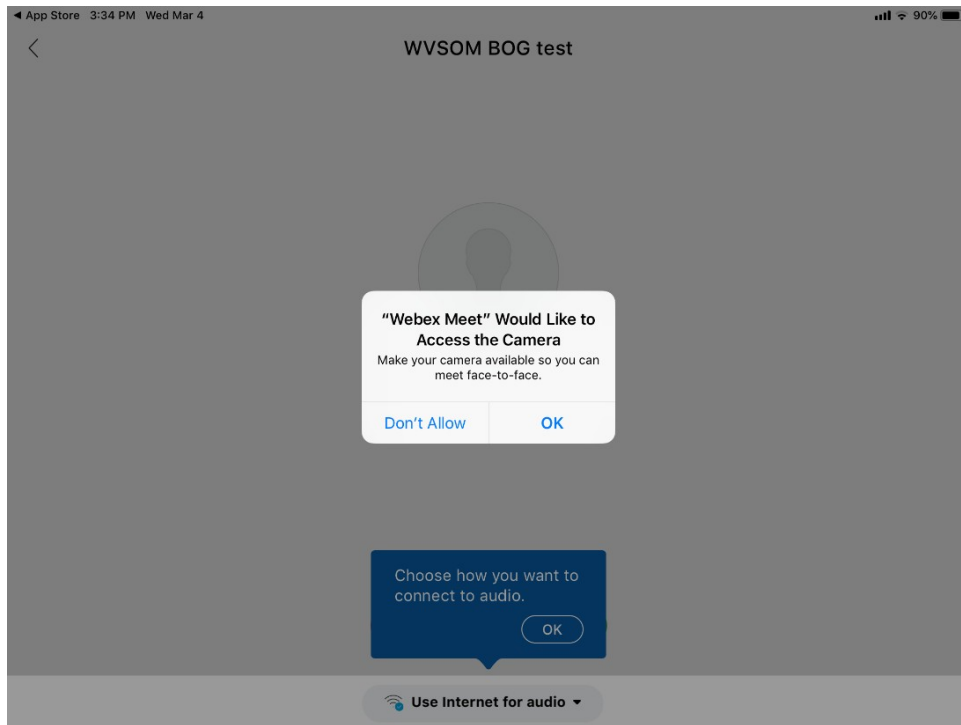 ◀ App Store 3:34 PM Wed Mar 4 90%
WVSOM BOG test
“Webex Meet” Would Like to
Access the Camera
Make your camera available so you can
meet face-to-face.
Don’t Allow OK
Choose how you want to
connect to audio.
OK
Use Internet for audio